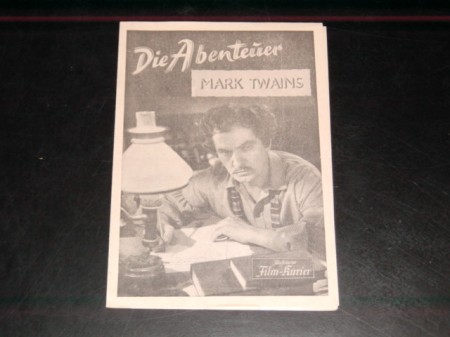 Die Abenteuer
MARK TWAINS
Film-Kurier